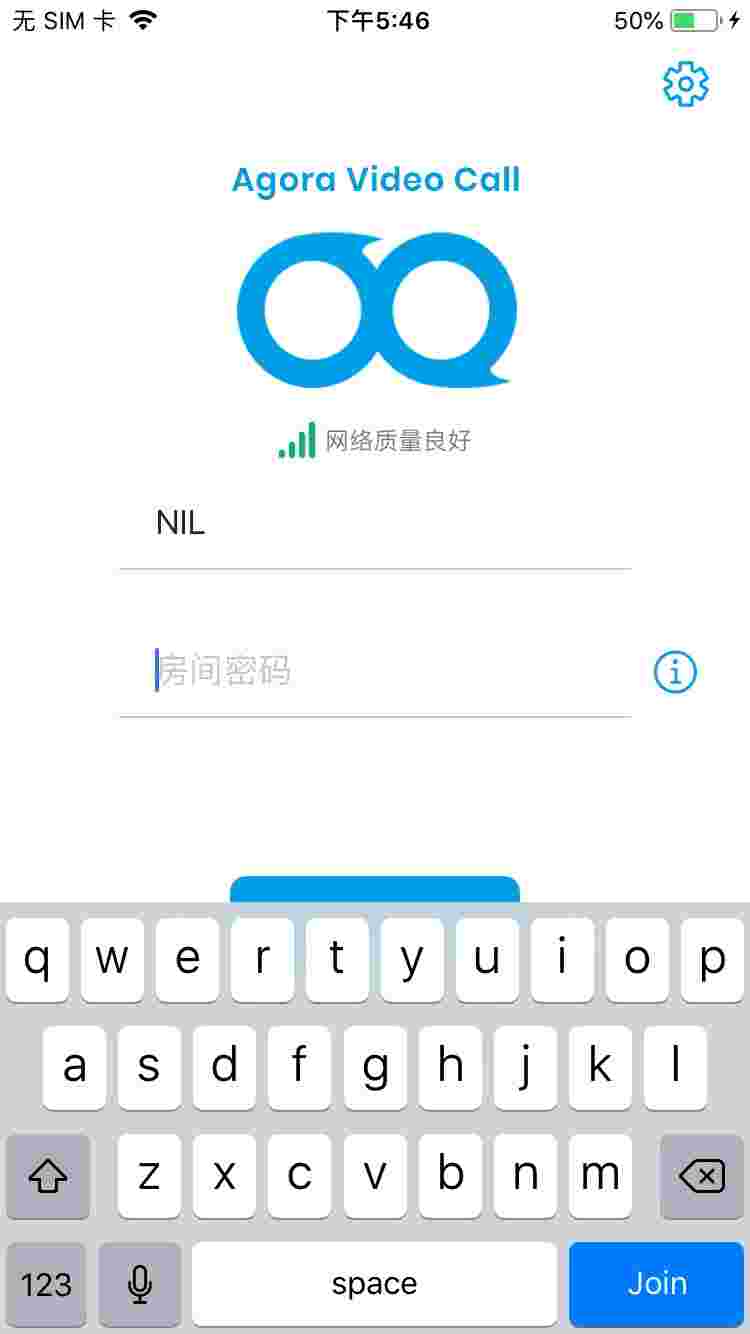 无 SIM 卡 下午5:46 50%
Agora Video Call
网络质量良好
NIL
房间密码
q w e r t y u i o p
a s d f g h j k l
z x c v b n m
123 space Join